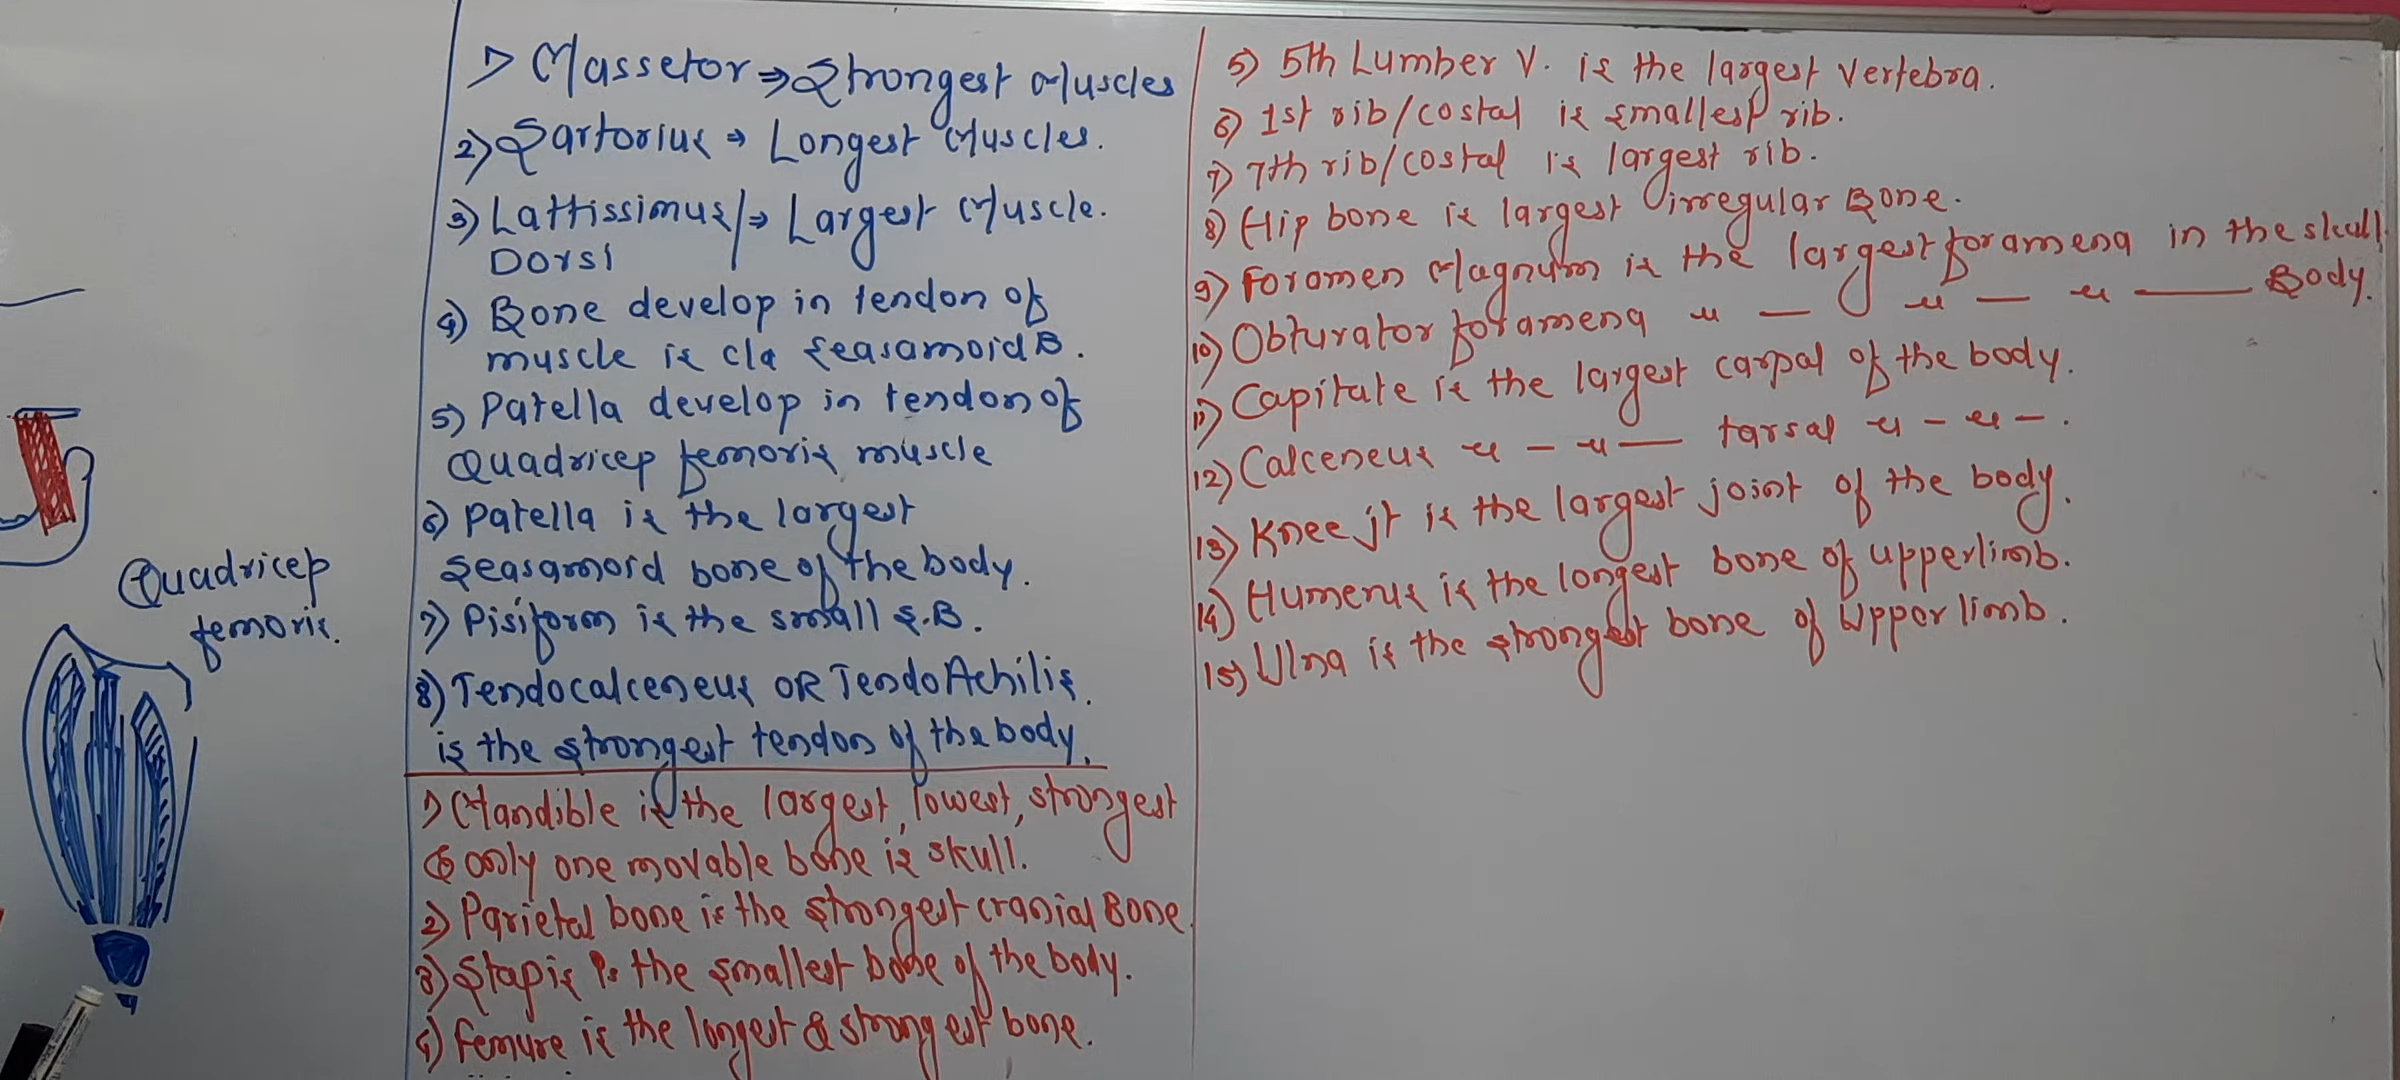 Quadricep
femoris.
1) Massetor ⇒ Strongest Muscles
2) Sartorius ⇒ Longest Muscles.
3) Lattissimus / ⇒ Largest Muscle.
Dorsi
4) Bone develop in tendon of
muscle is cld seasamoid B.
5) Patella develop in tendon of
Quadricep femoris muscle
6) Patella is the largest
seasamoid bone of the body.
7) Pisiform is the small s.B.
8) Tendocalceneus OR Tendo Achilis.
is the strongest tendon of the body.
1) Mandible is the largest, lowest, strongest
& only one movable bone is skull.
2) Parietal bone is the strongest cranial Bone.
3) Stapis is the smallest bone of the body.
4) Femure is the longest & strongest bone.
5) 5th Lumber V. is the largest vertebra.
6) 1st rib/costal is smallest rib.
7) 7th rib/costal is largest rib.
8) Hip bone is largest irregular Bone.
9) Foramen Magnum is the largest foramena in the skull
10) Obturator foramena " — " — " — Body.
11) Capitate is the largest carpal of the body.
12) Calceneus " — " — tarsal " — " —.
13) Knee jt is the largest joint of the body.
14) Humerus is the longest bone of upperlimb.
15) Ulna is the strongest bone of Upper limb.